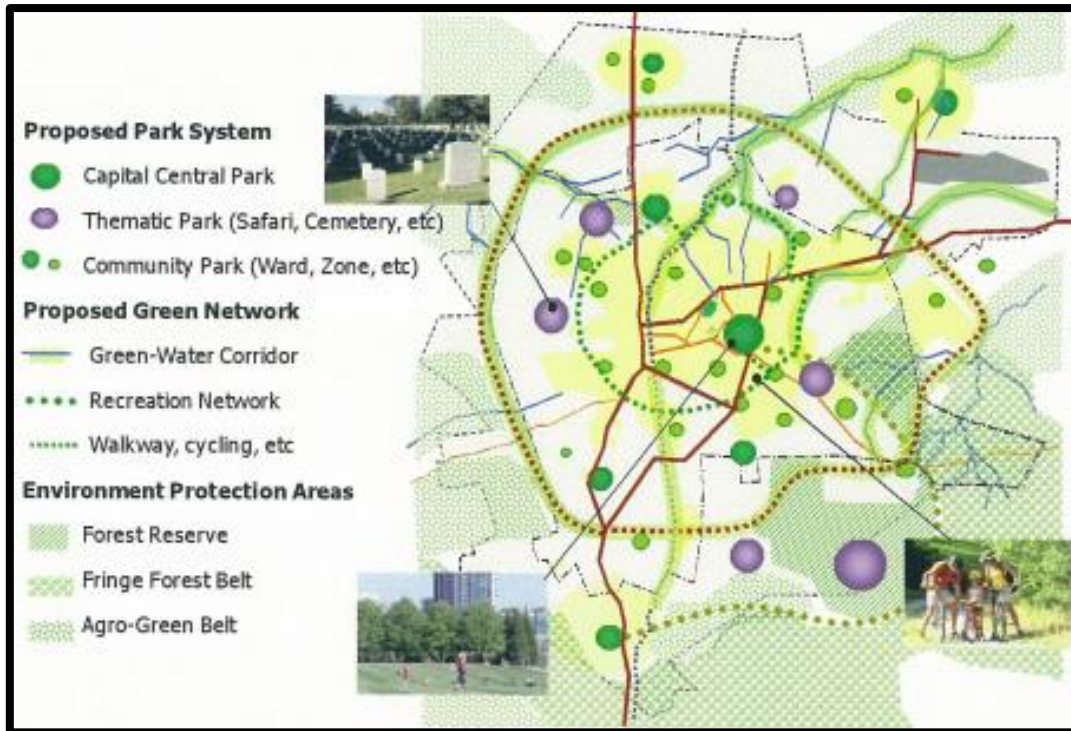 Proposed Park System
Capital Central Park
Thematic Park (Safari, Cemetery, etc)
Community Park (Ward, Zone, etc)
Proposed Green Network
Green-Water Corridor
Recreation Network
Walkway, cycling, etc
Environment Protection Areas
Forest Reserve
Fringe Forest Belt
Agro-Green Belt